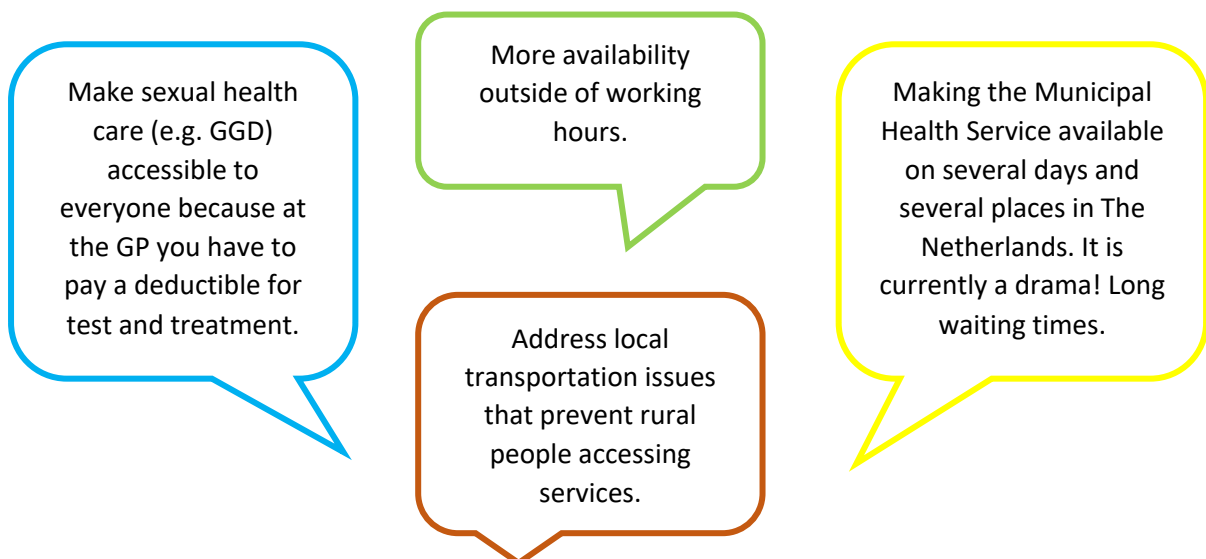 Make sexual health
care (e.g. GGD)
accessible to
everyone because at
the GP you have to
pay a deductible for
test and treatment.
More availability
outside of working
hours.
Address local
transportation issues
that prevent rural
people accessing
services.
Making the Municipal
Health Service available
on several days and
several places in The
Netherlands. It is
currently a drama! Long
waiting times.